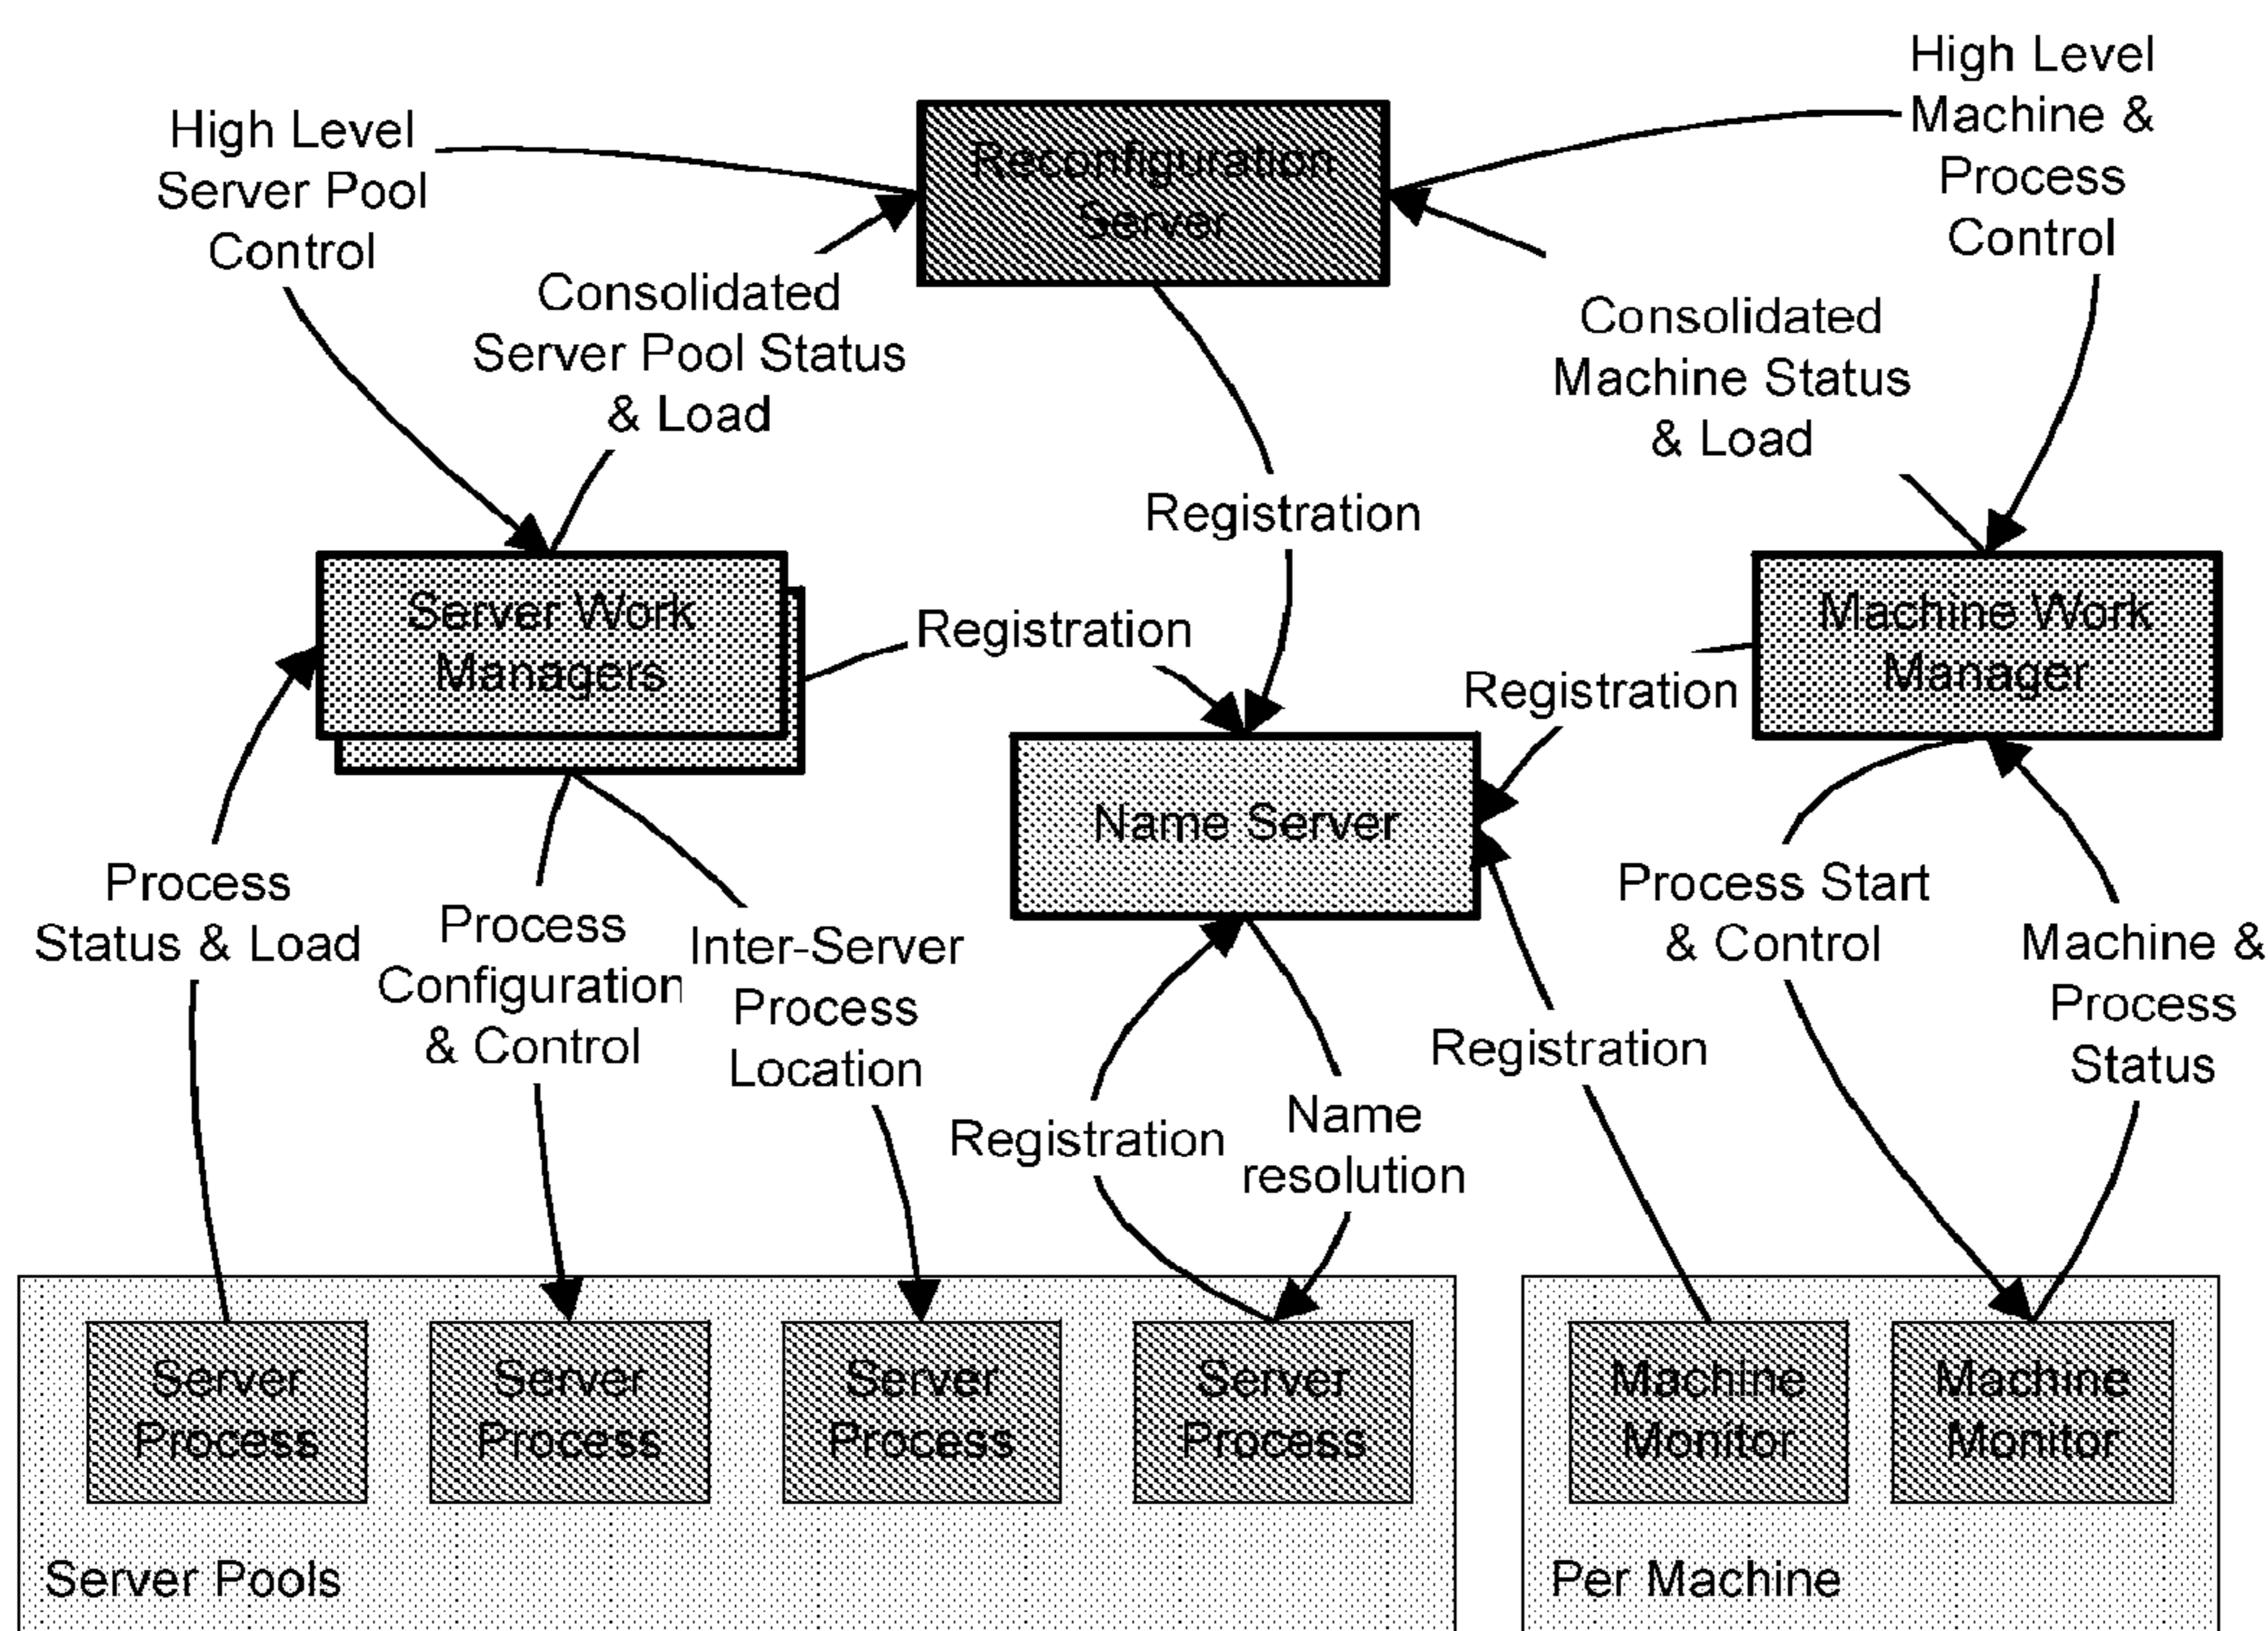 High Level
Server Pool
Control
Reconfiguration
Server
High Level
Machine &
Process
Control
Consolidated
Server Pool Status
& Load
Consolidated
Machine Status
& Load
Registration
Server Work
Managers
Registration
Machine Work
Manager
Registration
Name Server
Process
Status & Load
Process
Configuration
& Control
Inter-Server
Process
Location
Process Start
& Control
Machine &
Process
Status
Registration
Registration
Name
resolution
Server
Process
Server
Process
Server
Process
Server
Process
Machine
Monitor
Machine
Monitor
Server Pools
Per Machine